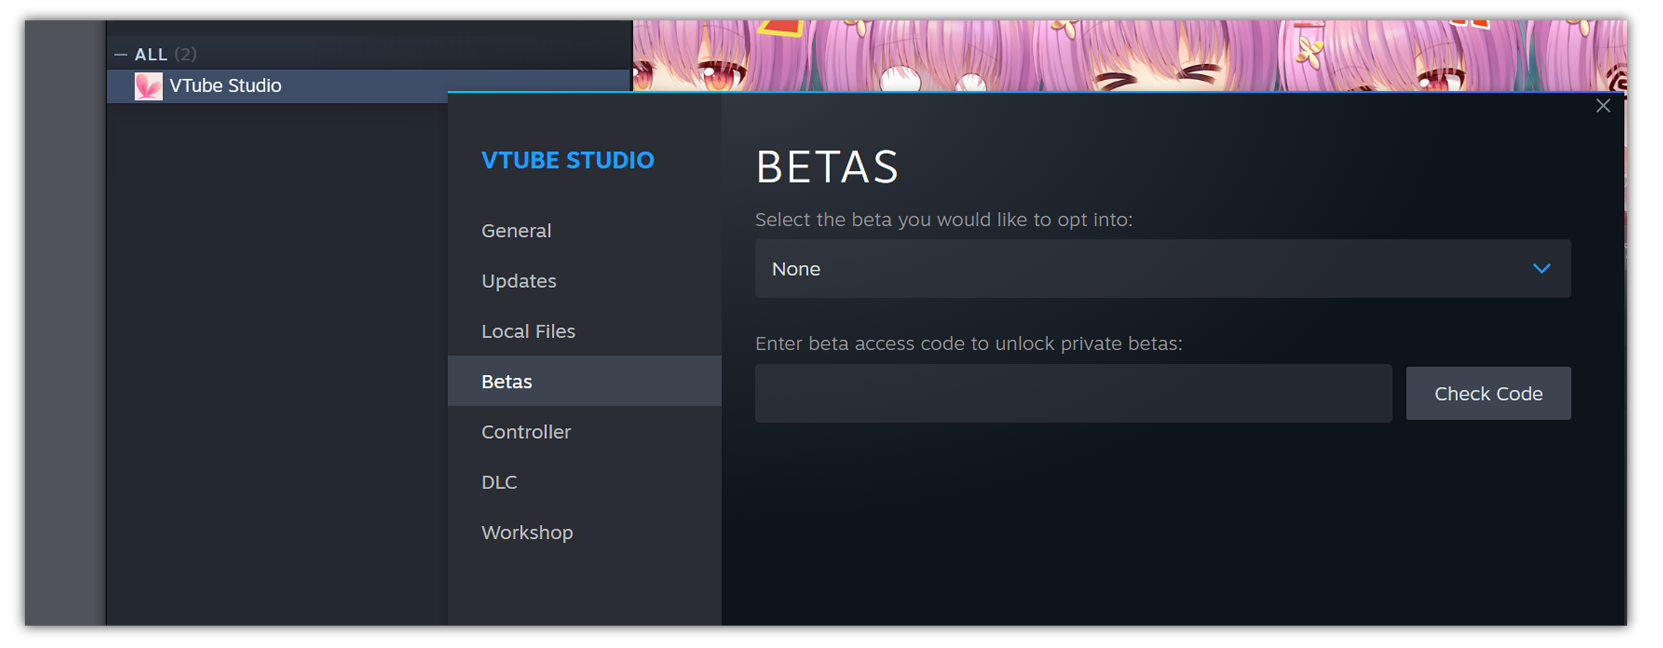 — ALL (2)
VTube Studio
VTUBE STUDIO
General
Updates
Local Files
Betas
Controller
DLC
Workshop
BETAS
Select the beta you would like to opt into:
None
Enter beta access code to unlock private betas:
Check Code